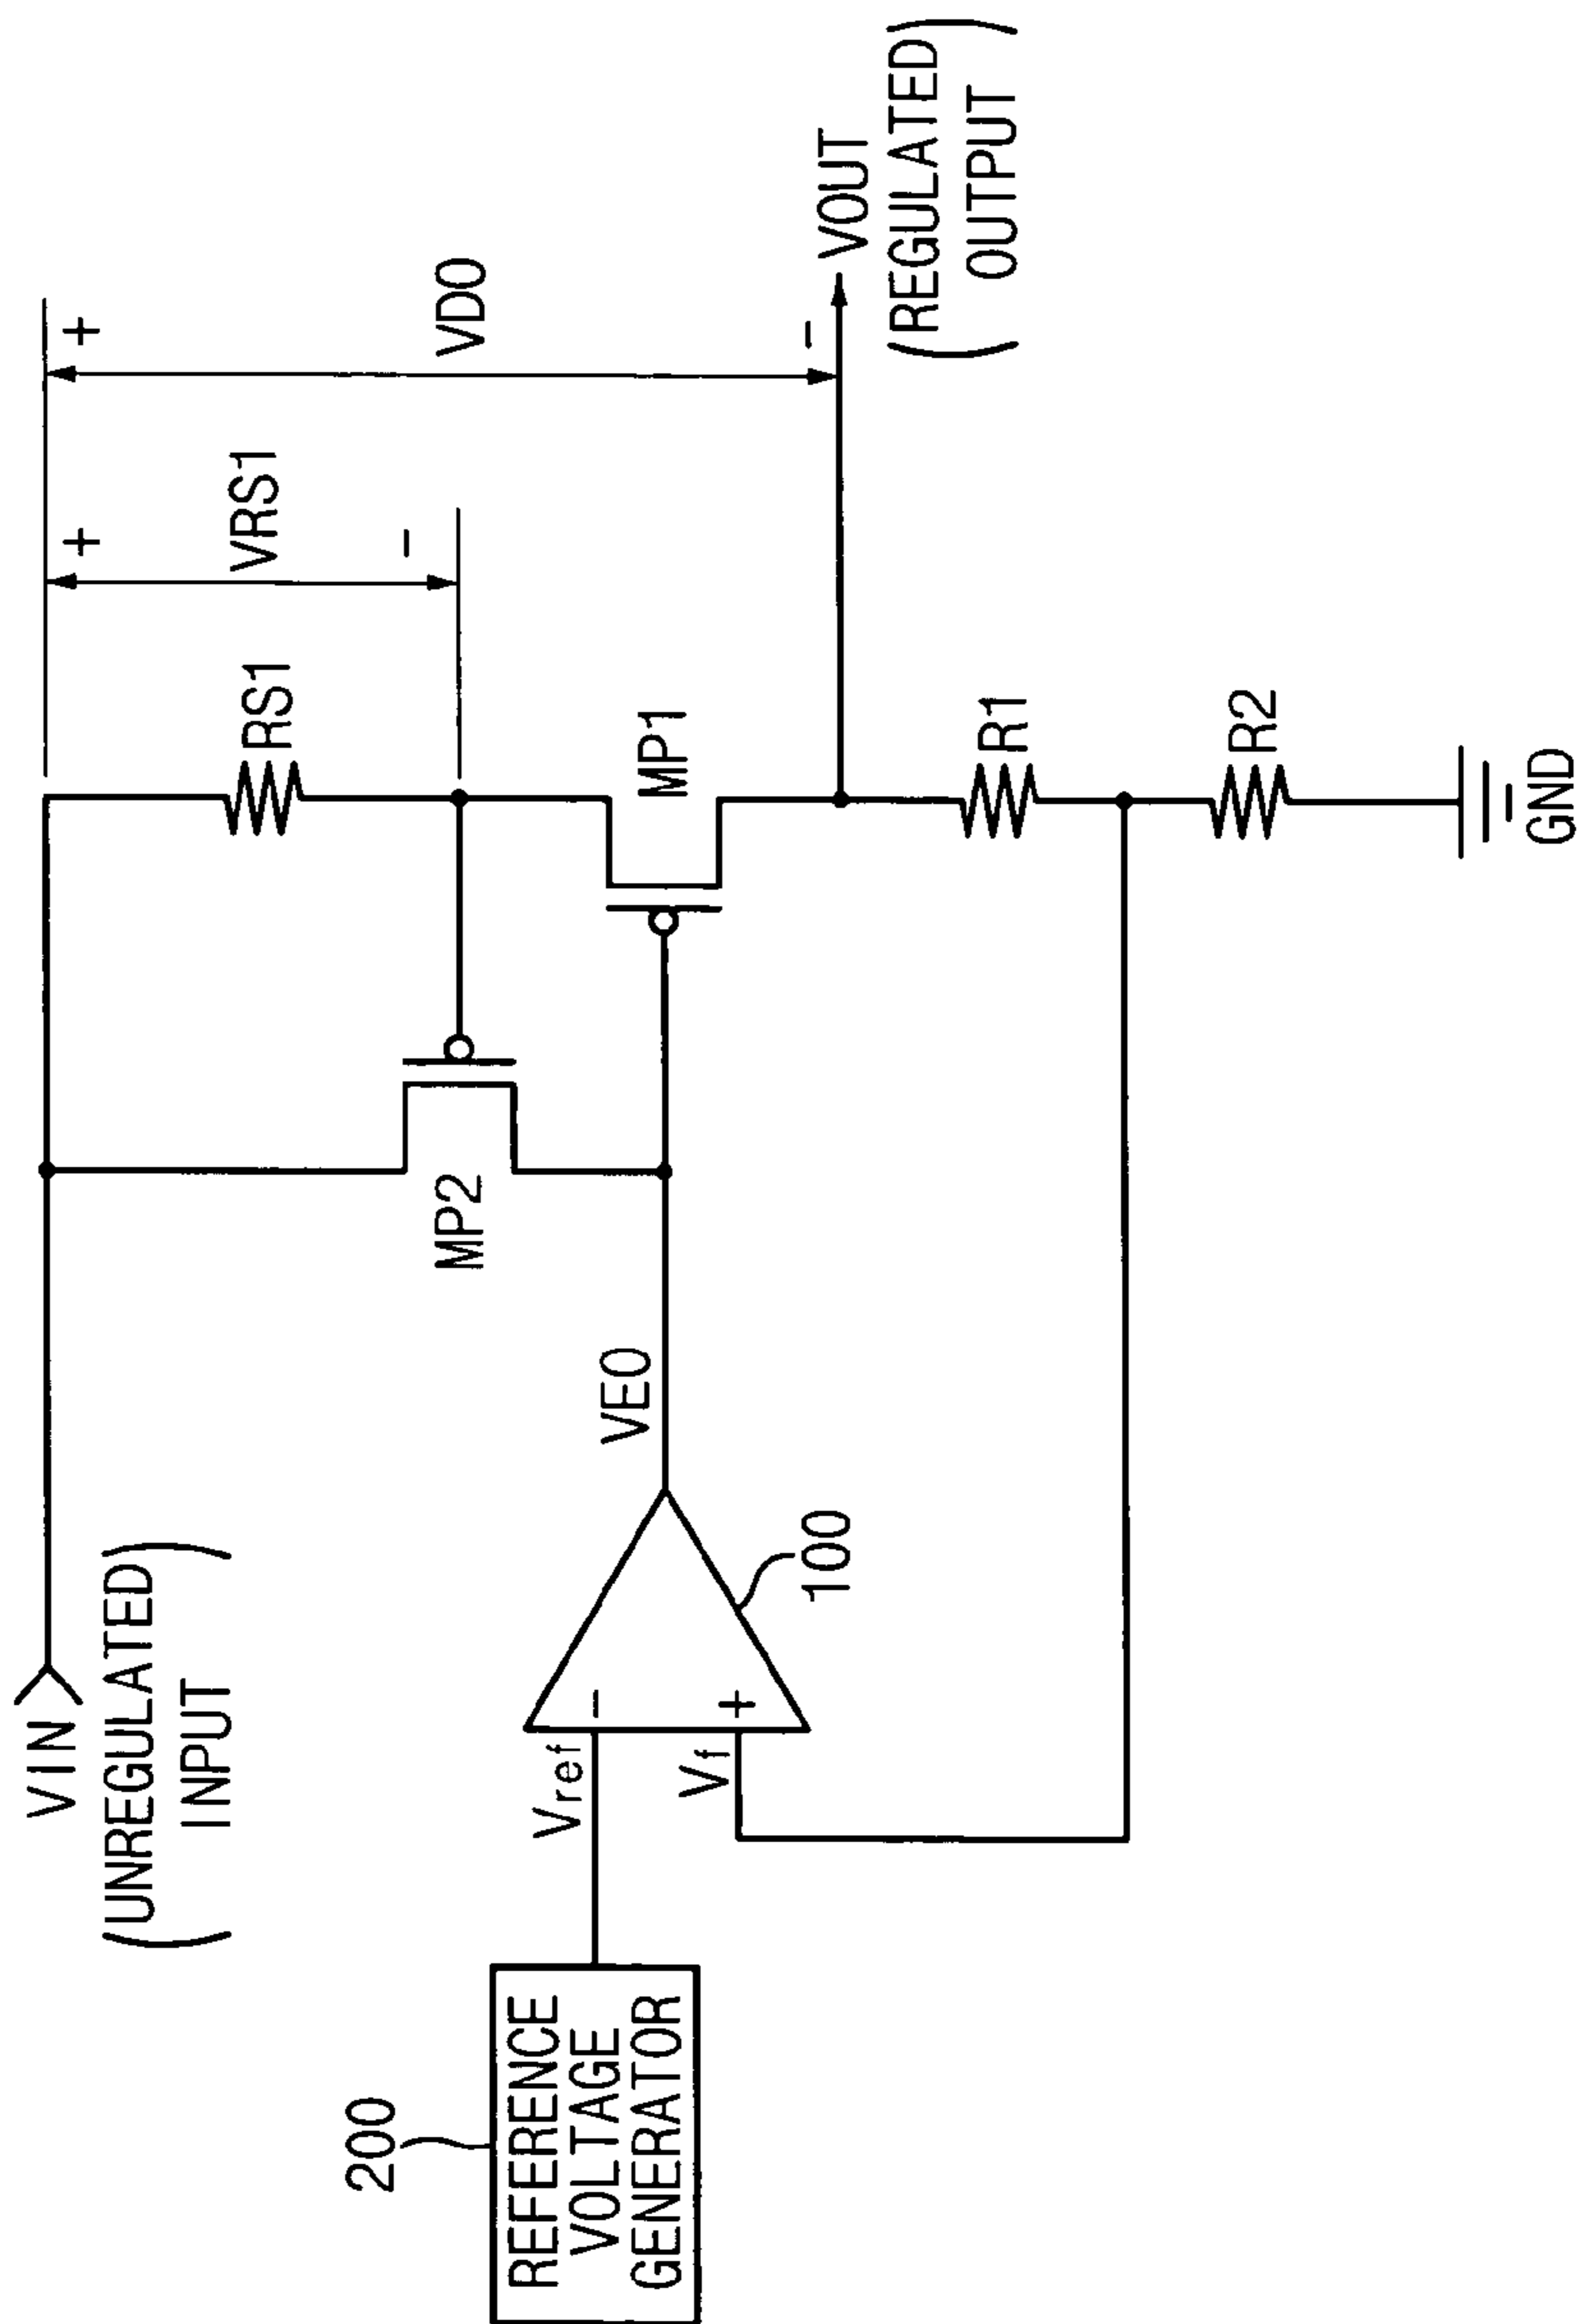 VIN
(UNREGULATED
INPUT)
VRS1
+
-
VDO
+
-
RS1
MP2
MP1
VEO
VOUT
(REGULATED
OUTPUT)
200
REFERENCE
VOLTAGE
GENERATOR
Vref
-
Vf
+
100
R1
R2
GND